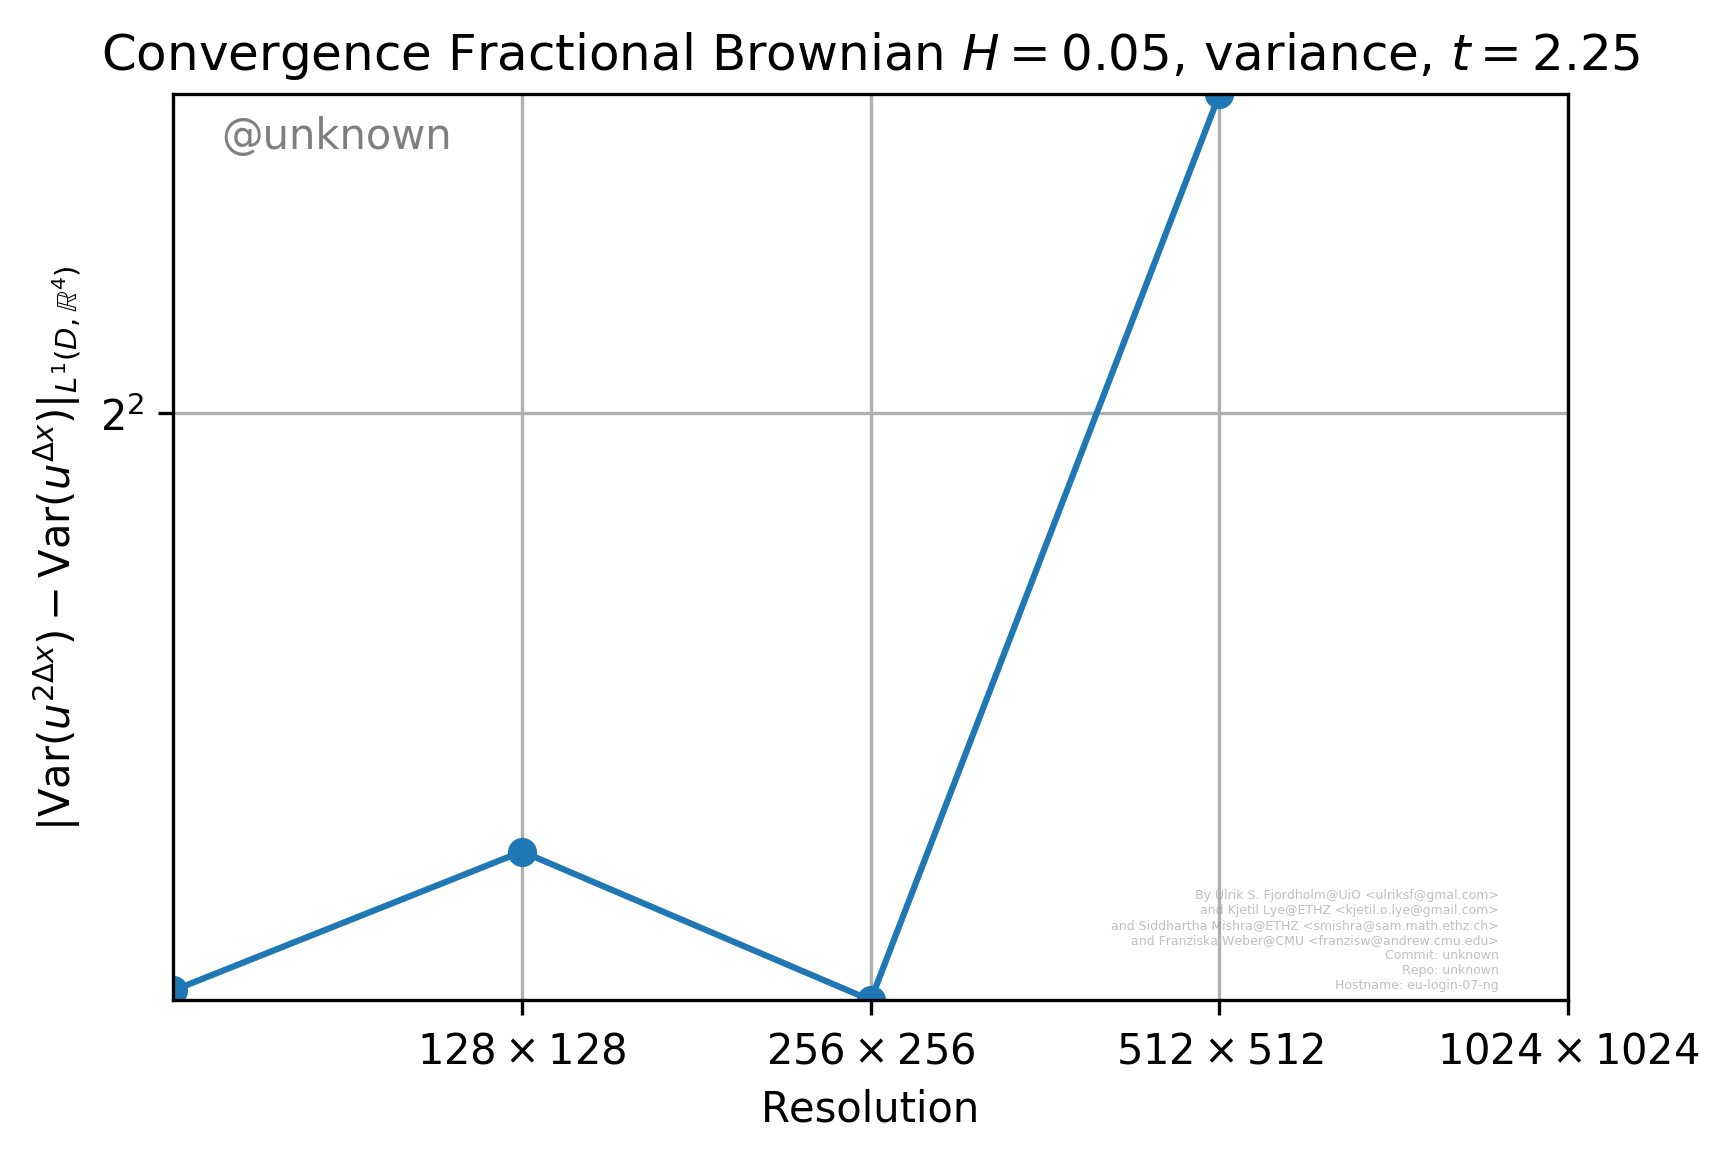 Convergence Fractional Brownian H = 0.05, variance, t = 2.25
@unknown
|Var(u^{2Δx}) − Var(u^{Δx})|_{L^1(D, ℝ^4)}
2^2
By Ulrik S. Fjordholm@UiO <ulriksf@gmal.com>
and Kjetil Lye@ETHZ <kjetil.o.lye@gmail.com>
and Siddhartha Mishra@ETHZ <smishra@sam.math.ethz.ch>
and Franziska Weber@CMU <franzisw@andrew.cmu.edu>
Commit: unknown
Repo: unknown
Hostname: eu-login-07-ng
128 × 128 256 × 256 512 × 512 1024 × 1024
Resolution